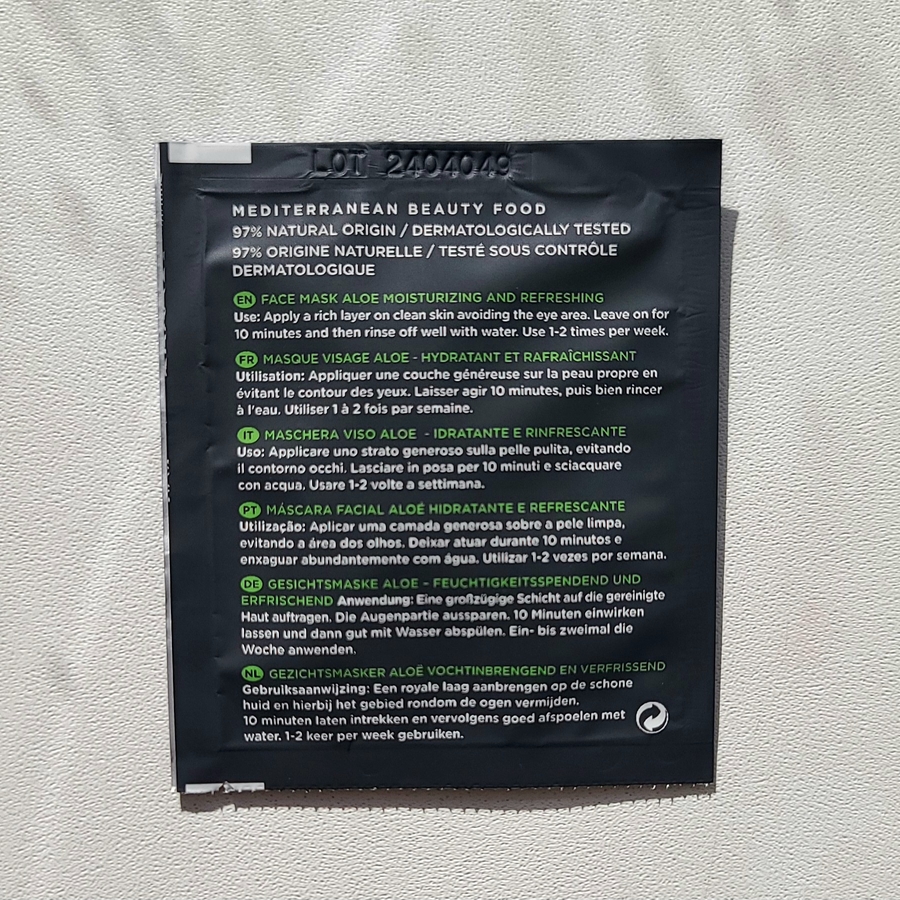 LOT 2404049
MEDITERRANEAN BEAUTY FOOD
97% NATURAL ORIGIN / DERMATOLOGICALLY TESTED
97% ORIGINE NATURELLE / TESTÉ SOUS CONTRÔLE
DERMATOLOGIQUE
EN FACE MASK ALOE MOISTURIZING AND REFRESHING
Use: Apply a rich layer on clean skin avoiding the eye area. Leave on for
10 minutes and then rinse off well with water. Use 1-2 times per week.
FR MASQUE VISAGE ALOE - HYDRATANT ET RAFRAÎCHISSANT
Utilisation: Appliquer une couche généreuse sur la peau propre en
évitant le contour des yeux. Laisser agir 10 minutes, puis bien rincer
à l'eau. Utiliser 1 à 2 fois par semaine.
IT MASCHERA VISO ALOE - IDRATANTE E RINFRESCANTE
Uso: Applicare uno strato generoso sulla pelle pulita, evitando
il contorno occhi. Lasciare in posa per 10 minuti e sciacquare
con acqua. Usare 1-2 volte a settimana.
PT MÁSCARA FACIAL ALOÉ HIDRATANTE E REFRESCANTE
Utilização: Aplicar uma camada generosa sobre a pele limpa,
evitando a área dos olhos. Deixar atuar durante 10 minutos e
enxaguar abundantemente com água. Utilizar 1-2 vezes por semana.
DE GESICHTSMASKE ALOE - FEUCHTIGKEITSSPENDEND UND
ERFRISCHEND Anwendung: Eine großzügige Schicht auf die gereinigte
Haut auftragen. Die Augenpartie aussparen. 10 Minuten einwirken
lassen und dann gut mit Wasser abspülen. Ein- bis zweimal die
Woche anwenden.
NL GEZICHTSMASKER ALOË VOCHTINBRENGEND EN VERFRISSEND
Gebruiksaanwijzing: Een royale laag aanbrengen op de schone
huid en hierbij het gebied rondom de ogen vermijden.
10 minuten laten intrekken en vervolgens goed afspoelen met
water. 1-2 keer per week gebruiken.